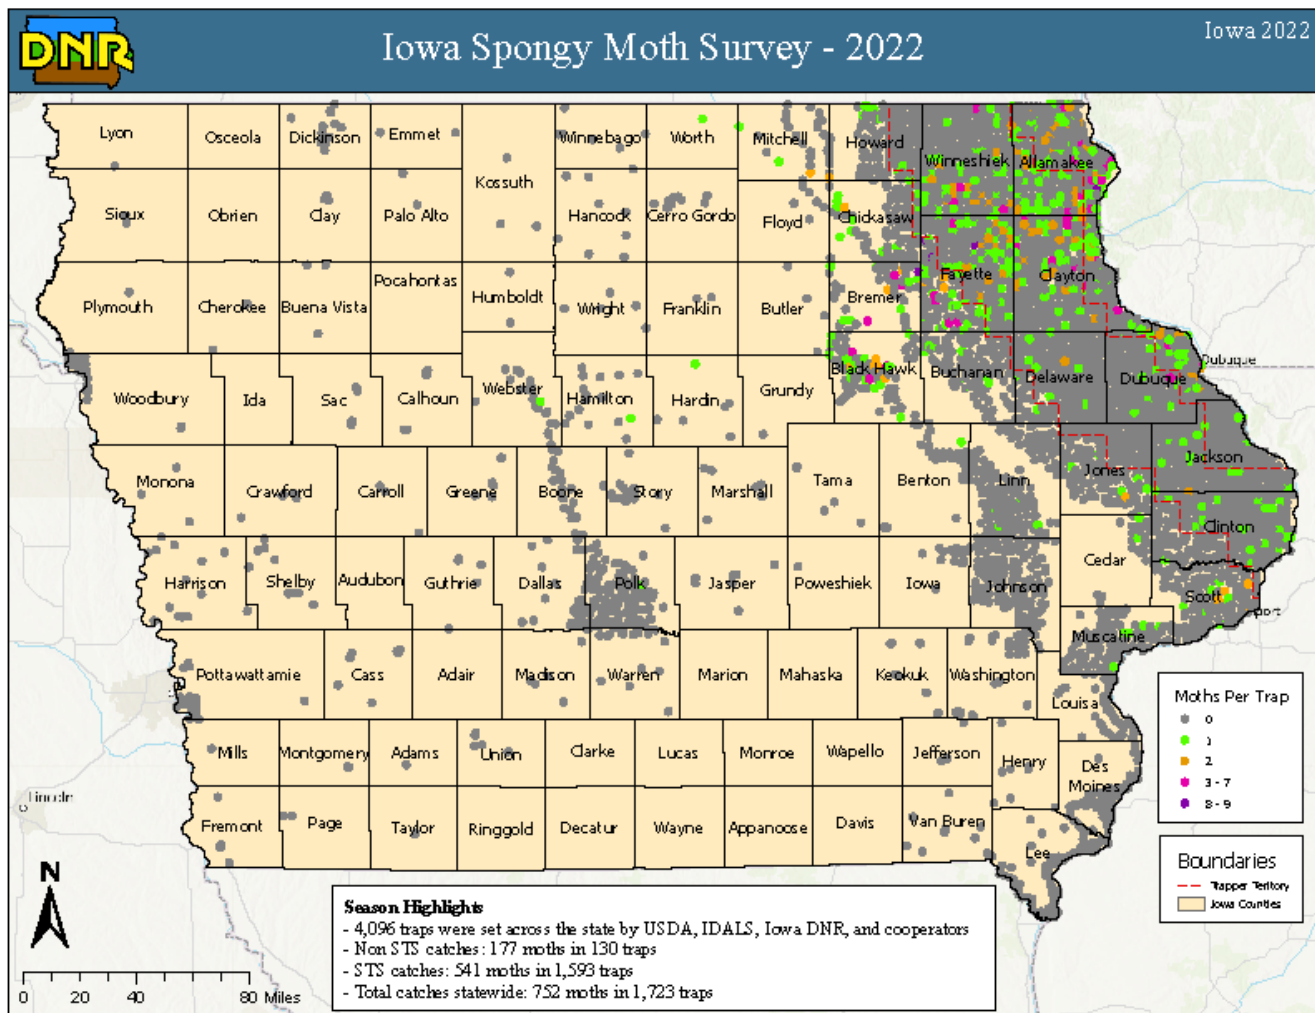 DNR
Iowa Spongy Moth Survey - 2022
Iowa 2022
Lyon
Osceola
Dickinson
Emmet
Winnebago
Worth
Mitchell
Howard
Winneshiek
Allamakee
Kossuth
Sioux
Obrien
Clay
Palo Alto
Hancock
Cerro Gordo
Floyd
Chickasaw
Plymouth
Cherokee
Buena Vista
Pocahontas
Humboldt
Wright
Franklin
Butler
Bremer
Fayette
Clayton
Woodbury
Ida
Sac
Calhoun
Webster
Hamilton
Hardin
Grundy
Black Hawk
Buchanan
Delaware
Dubuque
Dubuque
Monona
Crawford
Carroll
Greene
Boone
Story
Marshall
Tama
Benton
Linn
Jones
Jackson
Clinton
Harrison
Shelby
Audubon
Guthrie
Dallas
Polk
Jasper
Poweshiek
Iowa
Johnson
Cedar
Scott
Muscatine
Pottawattamie
Cass
Adair
Madison
Warren
Marion
Mahaska
Keokuk
Washington
Louisa
Mills
Montgomery
Adams
Union
Clarke
Lucas
Monroe
Wapello
Jefferson
Henry
Des
Moines
Lincoln
Fremont
Page
Taylor
Ringgold
Decatur
Wayne
Appanoose
Davis
Van Buren
Lee
Moths Per Trap
0
1
2
3 - 7
8 - 9
Boundaries
Trapper Teritory
Iowa Counties
N
0 20 40 80 Miles
Season Highlights
- 4,096 traps were set across the state by USDA, IDALS, Iowa DNR, and cooperators
- Non STS catches: 177 moths in 130 traps
- STS catches: 541 moths in 1,593 traps
- Total catches statewide: 752 moths in 1,723 traps